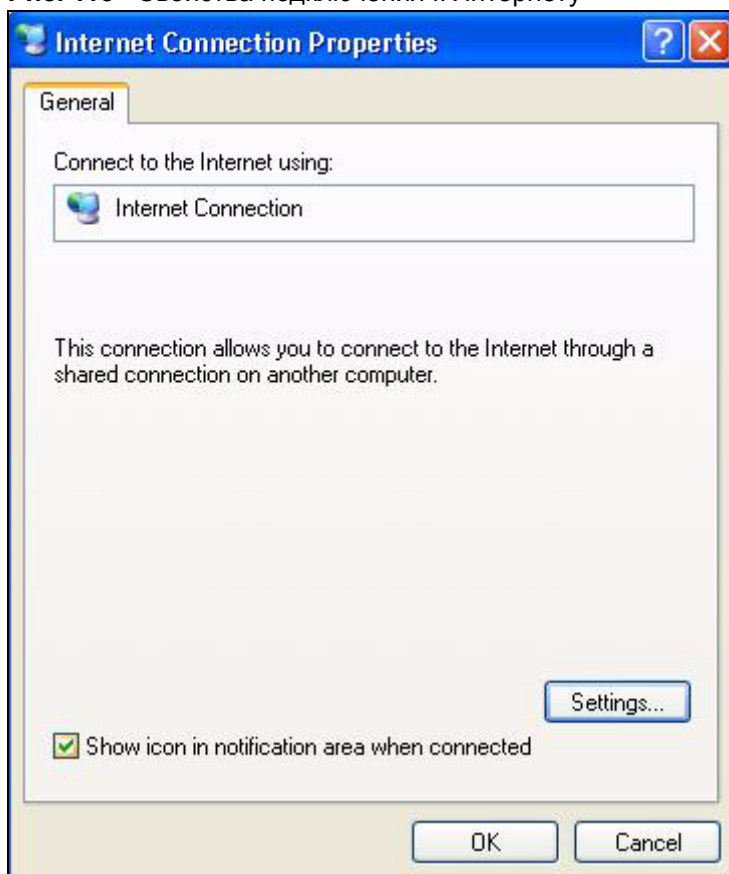 Internet Connection Properties
General
Connect to the Internet using:
Internet Connection
This connection allows you to connect to the Internet through a
shared connection on another computer.
Settings...
Show icon in notification area when connected
OK
Cancel